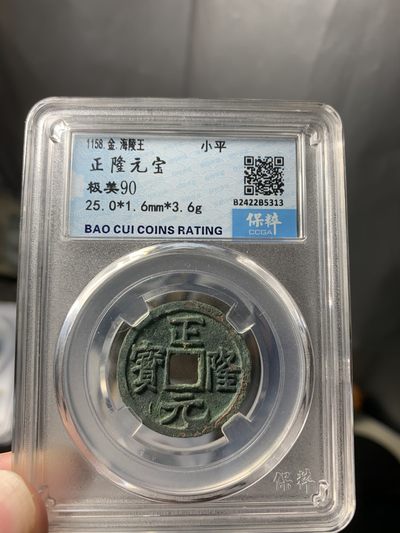 1158.金.海陵王 小平
正隆元宝
极美90
25.0*1.6mm*3.6g
B2422B5313
保粹
CCGA
BAO CUI COINS RATING
正
寶 隆
元
保粹